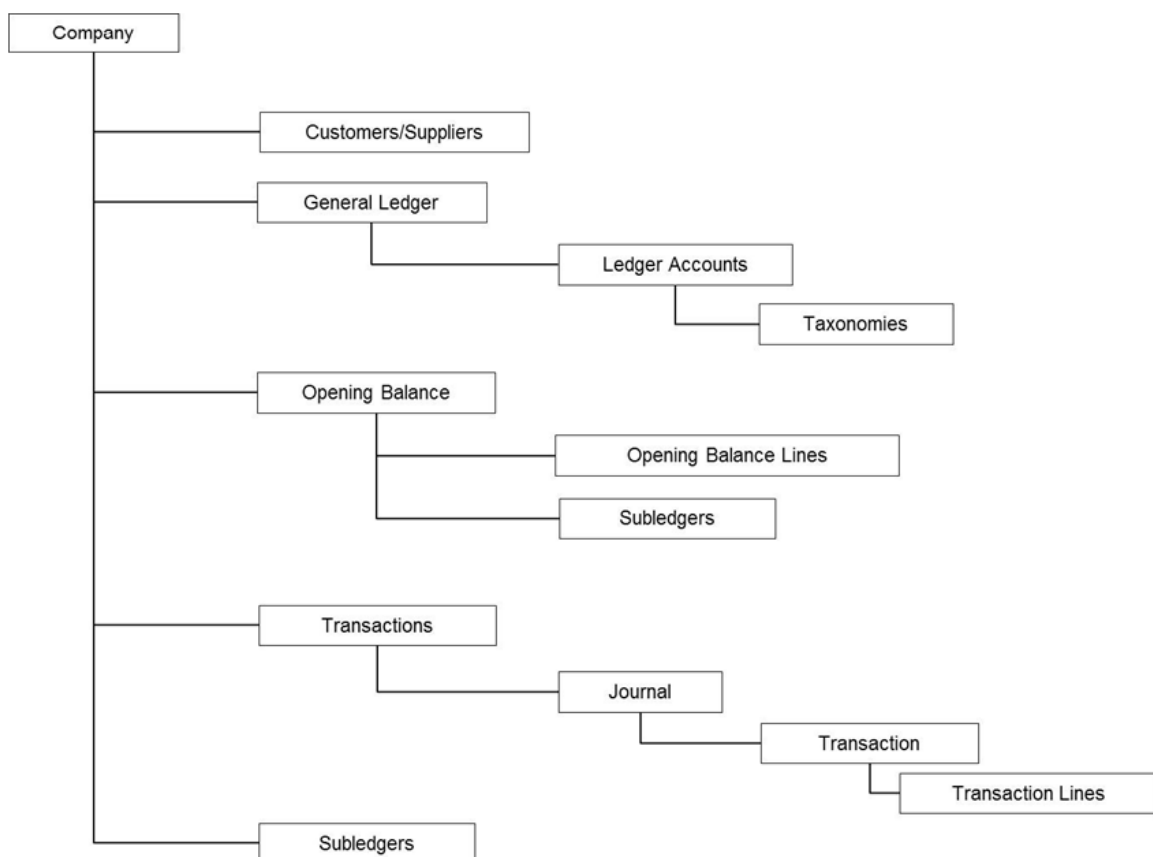 Company
Customers/Suppliers
General Ledger
Ledger Accounts
Taxonomies
Opening Balance
Opening Balance Lines
Subledgers
Transactions
Journal
Transaction
Transaction Lines
Subledgers